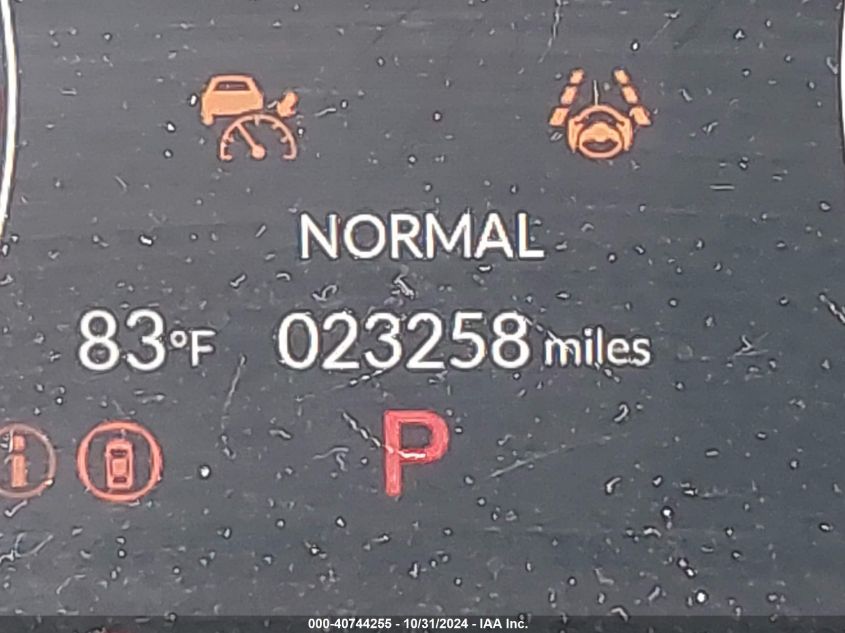 NORMAL
83°F 023258 miles
i P
000-40744255 - 10/31/2024 - IAA Inc.